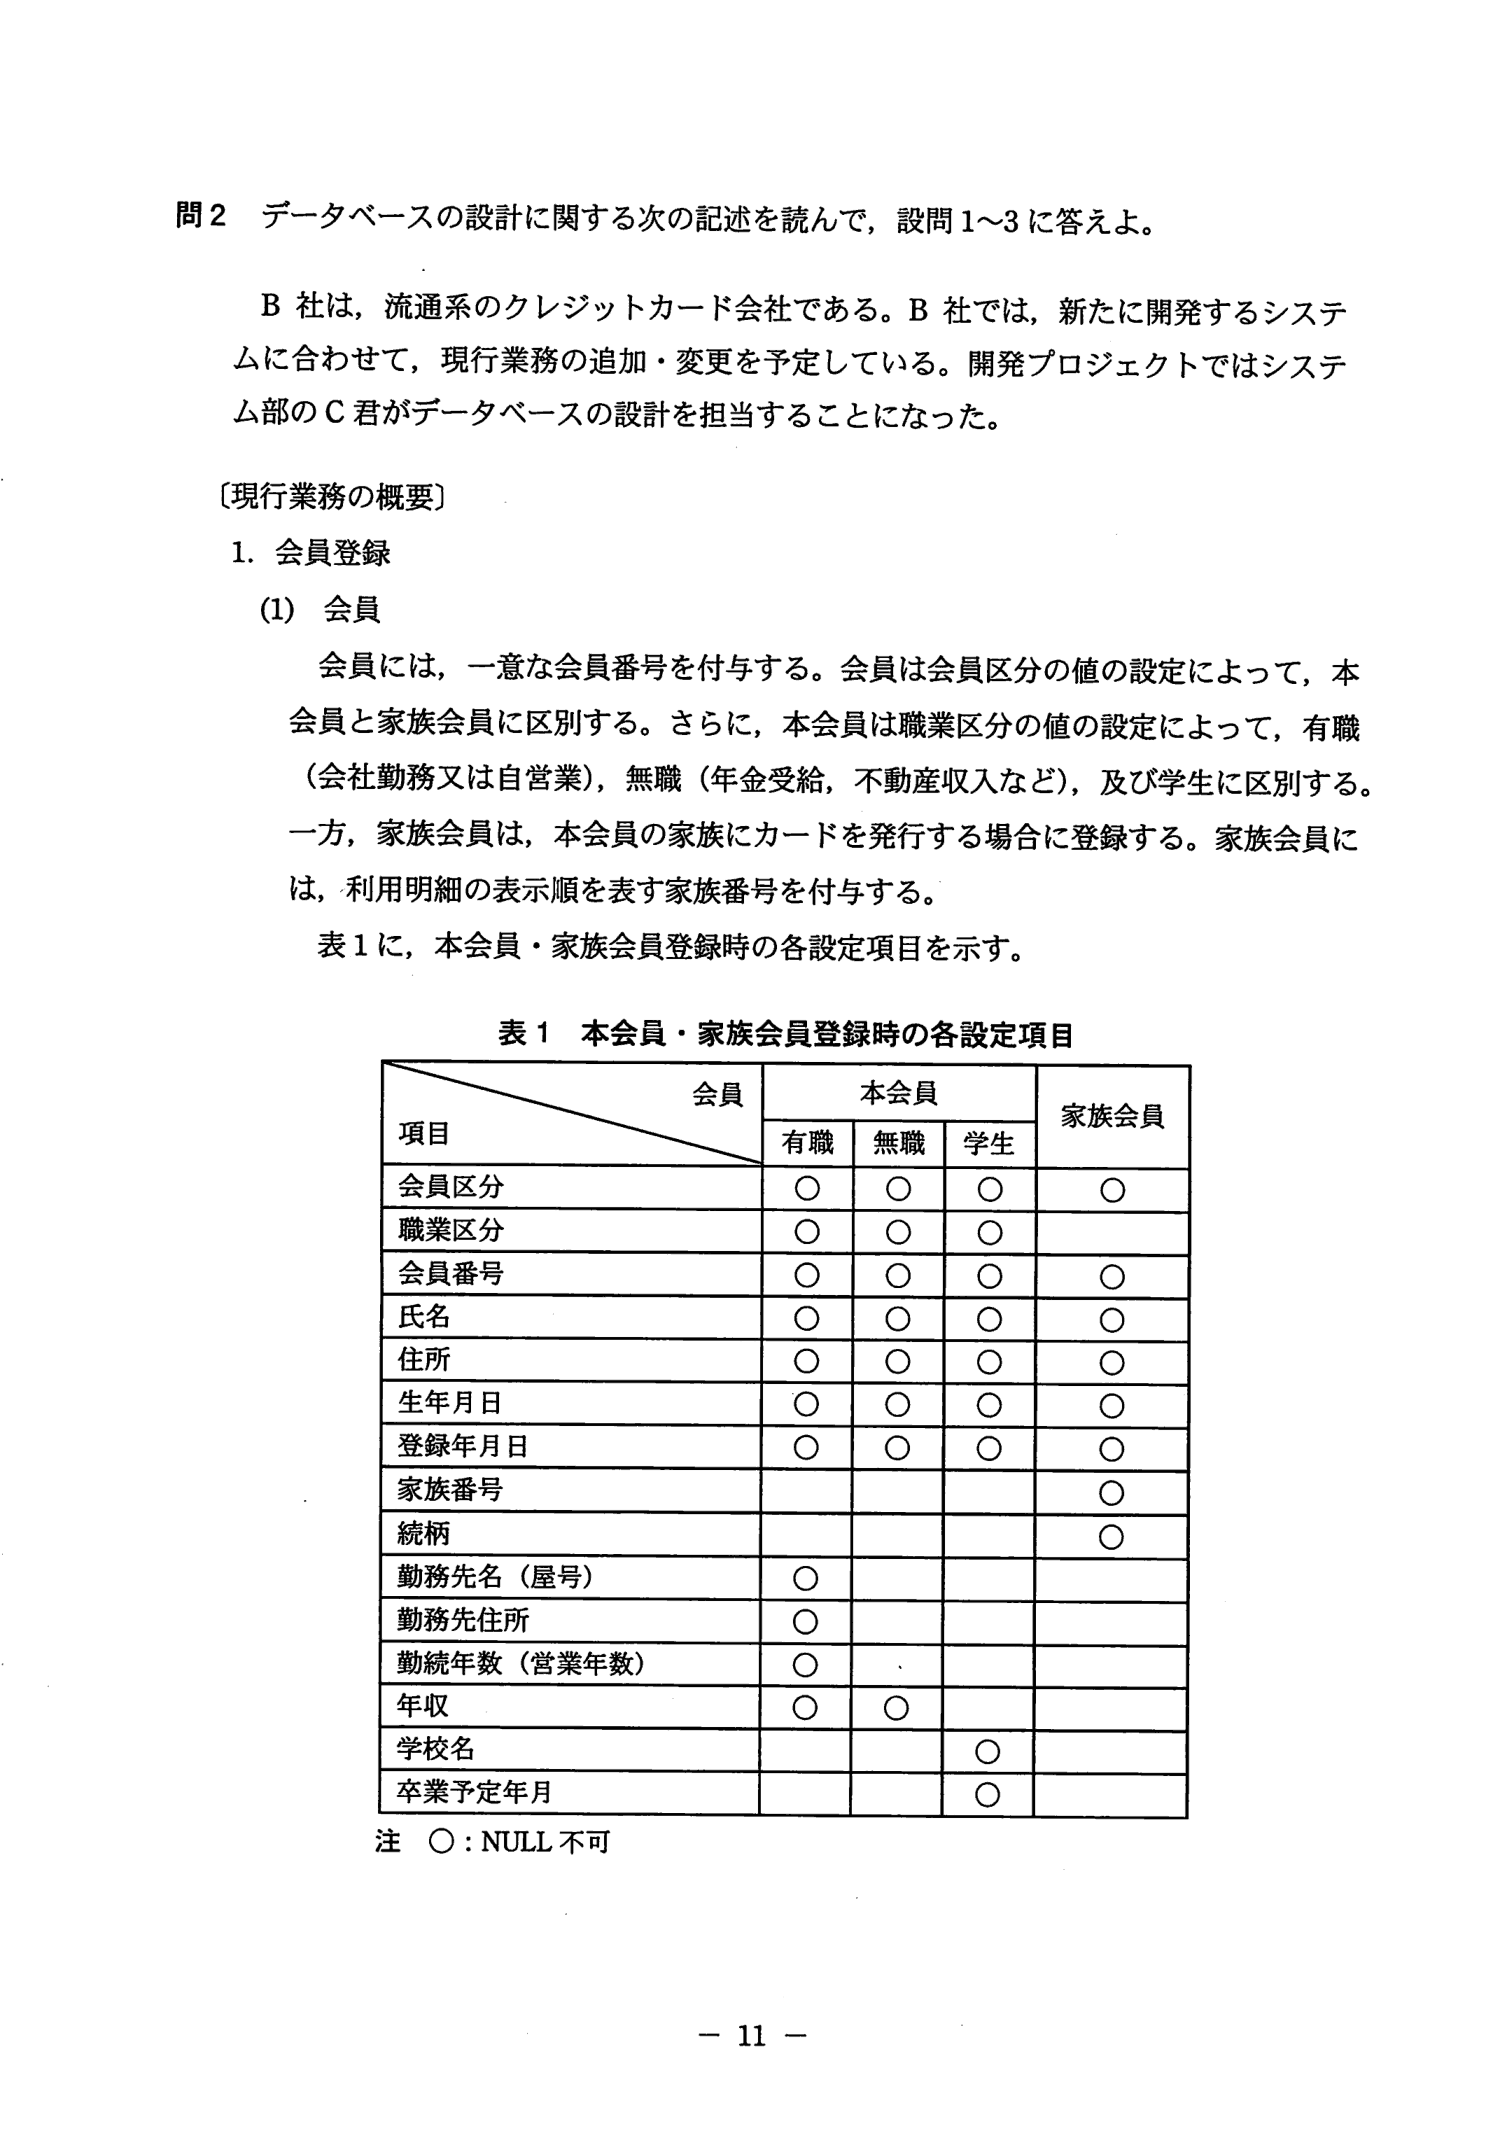 問2 データベースの設計に関する次の記述を読んで，設問1～3に答えよ。
B 社は，流通系のクレジットカード会社である。B 社では，新たに開発するシステ
ムに合わせて，現行業務の追加・変更を予定している。開発プロジェクトではシステ
ム部のC君がデータベースの設計を担当することになった。
〔現行業務の概要〕
1. 会員登録
(1) 会員
会員には，一意な会員番号を付与する。会員は会員区分の値の設定によって，本
会員と家族会員に区別する。さらに，本会員は職業区分の値の設定によって，有職
（会社勤務又は自営業），無職（年金受給，不動産収入など），及び学生に区別する。
一方，家族会員は，本会員の家族にカードを発行する場合に登録する。家族会員に
は，利用明細の表示順を表す家族番号を付与する。
表1に，本会員・家族会員登録時の各設定項目を示す。
表1 本会員・家族会員登録時の各設定項目
項目 会員 本会員 家族会員
有職 無職 学生
会員区分 ○ ○ ○ ○
職業区分 ○ ○ ○
会員番号 ○ ○ ○ ○
氏名 ○ ○ ○ ○
住所 ○ ○ ○ ○
生年月日 ○ ○ ○ ○
登録年月日 ○ ○ ○ ○
家族番号 ○
続柄 ○
勤務先名（屋号） ○
勤務先住所 ○
勤続年数（営業年数） ○
年収 ○ ○
学校名 ○
卒業予定年月 ○
注 ○：NULL不可
－ 11 －